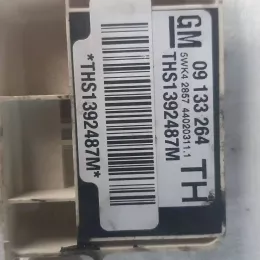 GM 09 133 264
5WK4 2857 44020311.1
THS1392487M
TH
*THS1392487M*